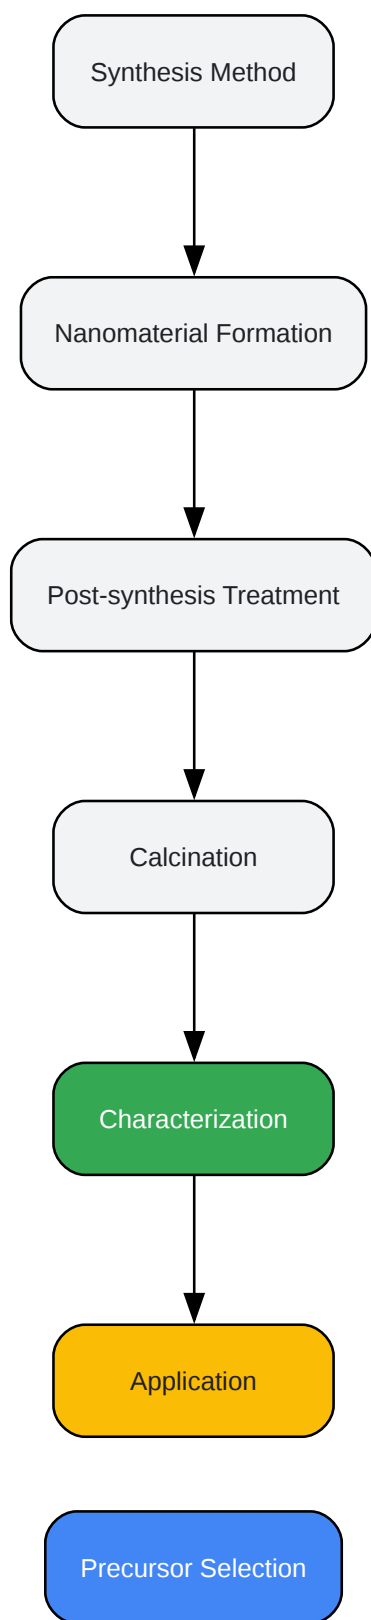 Synthesis Method
Nanomaterial Formation
Post-synthesis Treatment
Calcination
Characterization
Application
Precursor Selection